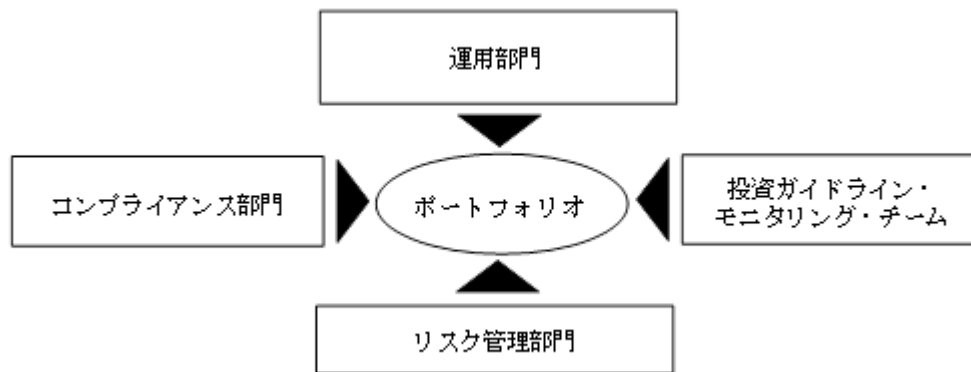 運用部門
コンプライアンス部門
ポートフォリオ
投資ガイドライン・
モニタリング・チーム
リスク管理部門